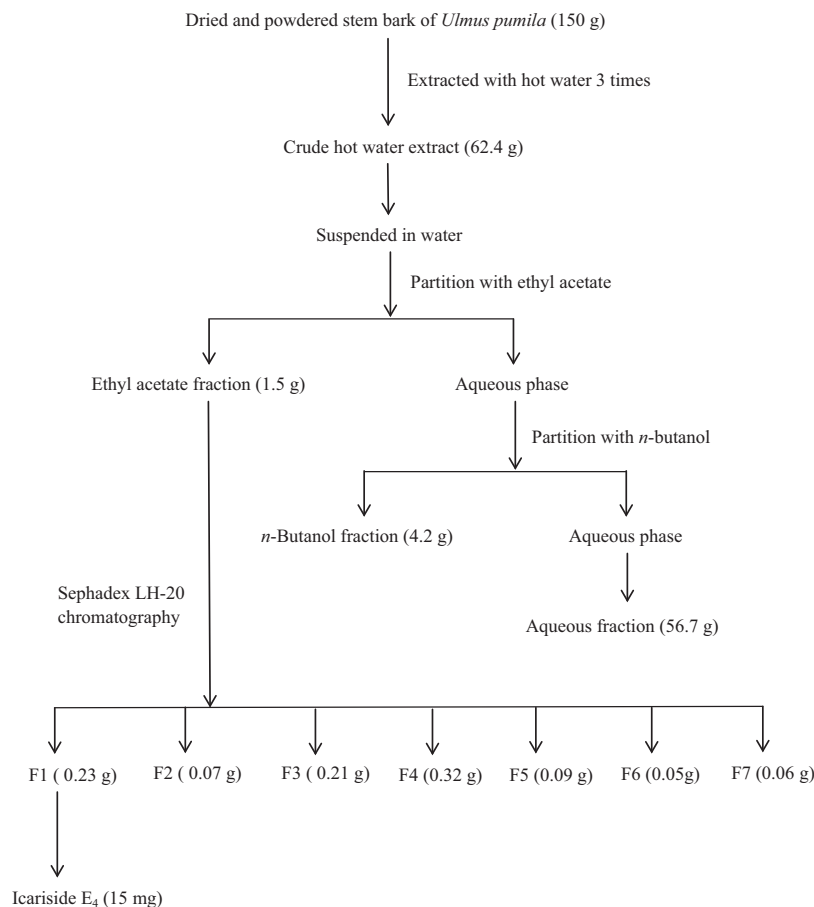 Dried and powdered stem bark of Ulmus pumila (150 g)
Extracted with hot water 3 times
Crude hot water extract (62.4 g)
Suspended in water
Partition with ethyl acetate
Ethyl acetate fraction (1.5 g)
Aqueous phase
Partition with n-butanol
n-Butanol fraction (4.2 g)
Aqueous phase
Sephadex LH-20
chromatography
Aqueous fraction (56.7 g)
F1 ( 0.23 g)
F2 ( 0.07 g)
F3 ( 0.21 g)
F4 (0.32 g)
F5 (0.09 g)
F6 (0.05g)
F7 (0.06 g)
Icariside E₄ (15 mg)